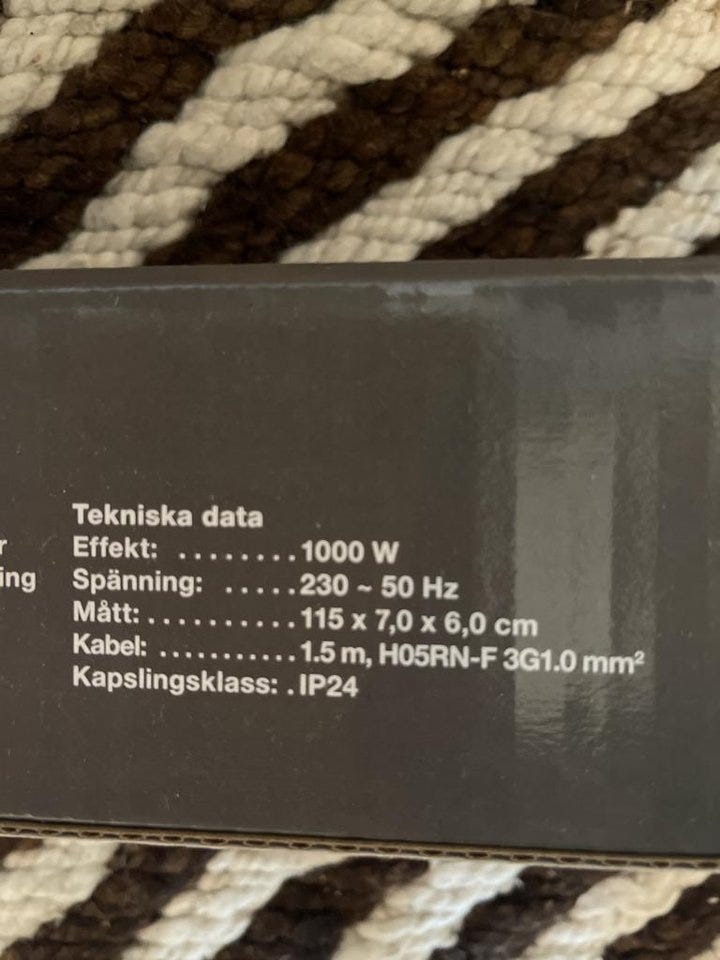 Tekniska data
Effekt: ........1000 W
Spänning: .....230 ~ 50 Hz
Mått:..........115 x 7,0 x 6,0 cm
Kabel: ...........1.5 m, H05RN-F 3G1.0 mm²
Kapslingsklass: .IP24
r
ing